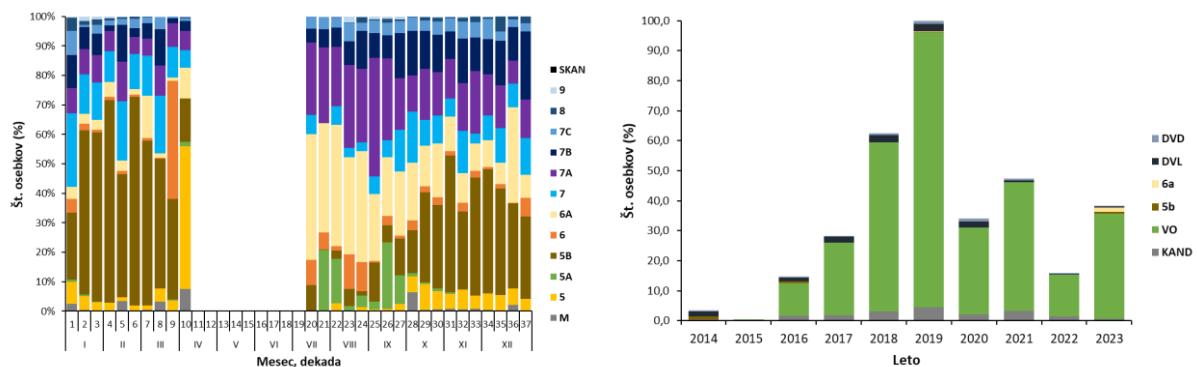 100%
90%
80%
70%
60%
50%
40%
30%
20%
10%
0%
Št. osebkov (%)
1 2 3 4 5 6 7 8 9 10 11 12 13 14 15 16 17 18 19 20 21 22 23 24 25 26 27 28 29 30 31 32 33 34 35 36 37
I II III IV V VI VII VIII IX X XI XII
Mesec, dekada
SKAN
9
8
7C
7B
7A
7
6A
6
5B
5A
5
M
100,0
90,0
80,0
70,0
60,0
50,0
40,0
30,0
20,0
10,0
0,0
Št. osebkov (%)
2014 2015 2016 2017 2018 2019 2020 2021 2022 2023
Leto
DVD
DVL
6a
5b
VO
KAND